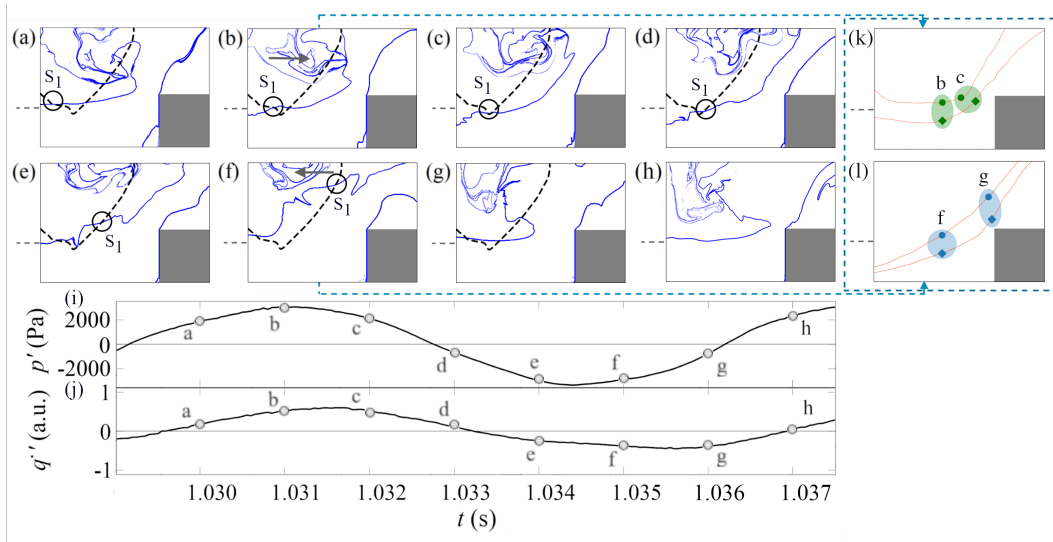 (a)
S1
(b)
S1
(c)
S1
(d)
S1
(k)
b
c
(e)
S1
(f)
S1
(g)
(h)
(l)
f
g
(i)
2000
0
-2000
p′ (Pa)
a
b
c
d
e
f
g
h
(j)
1
0
-1
q̇′ (a.u.)
a
b
c
d
e
f
g
h
1.030
1.031
1.032
1.033
1.034
1.035
1.036
1.037
t (s)